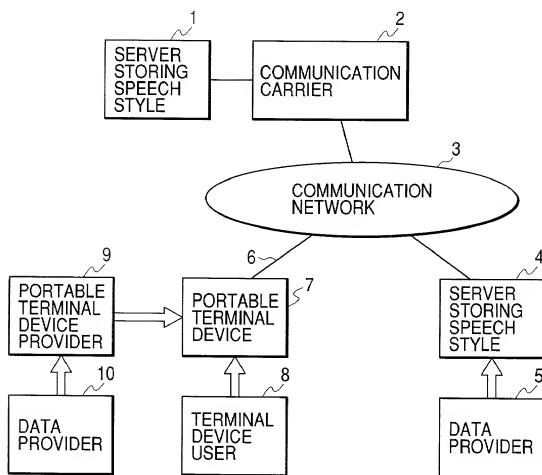 1
SERVER
STORING
SPEECH
STYLE
2
COMMUNICATION
CARRIER
3
COMMUNICATION
NETWORK
6
9
PORTABLE
TERMINAL
DEVICE
PROVIDER
7
PORTABLE
TERMINAL
DEVICE
4
SERVER
STORING
SPEECH
STYLE
10
DATA
PROVIDER
8
TERMINAL
DEVICE
USER
5
DATA
PROVIDER